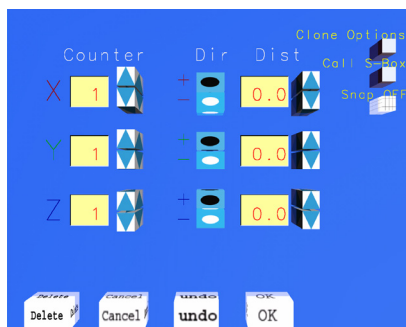 Clone Options
Counter Dir Dist
Call S-Box
Snap OFF
X 1 + - 0.0
Y 1 + - 0.0
Z 1 + - 0.0
Delete Cancel undo OK
Delete Cancel undo OK